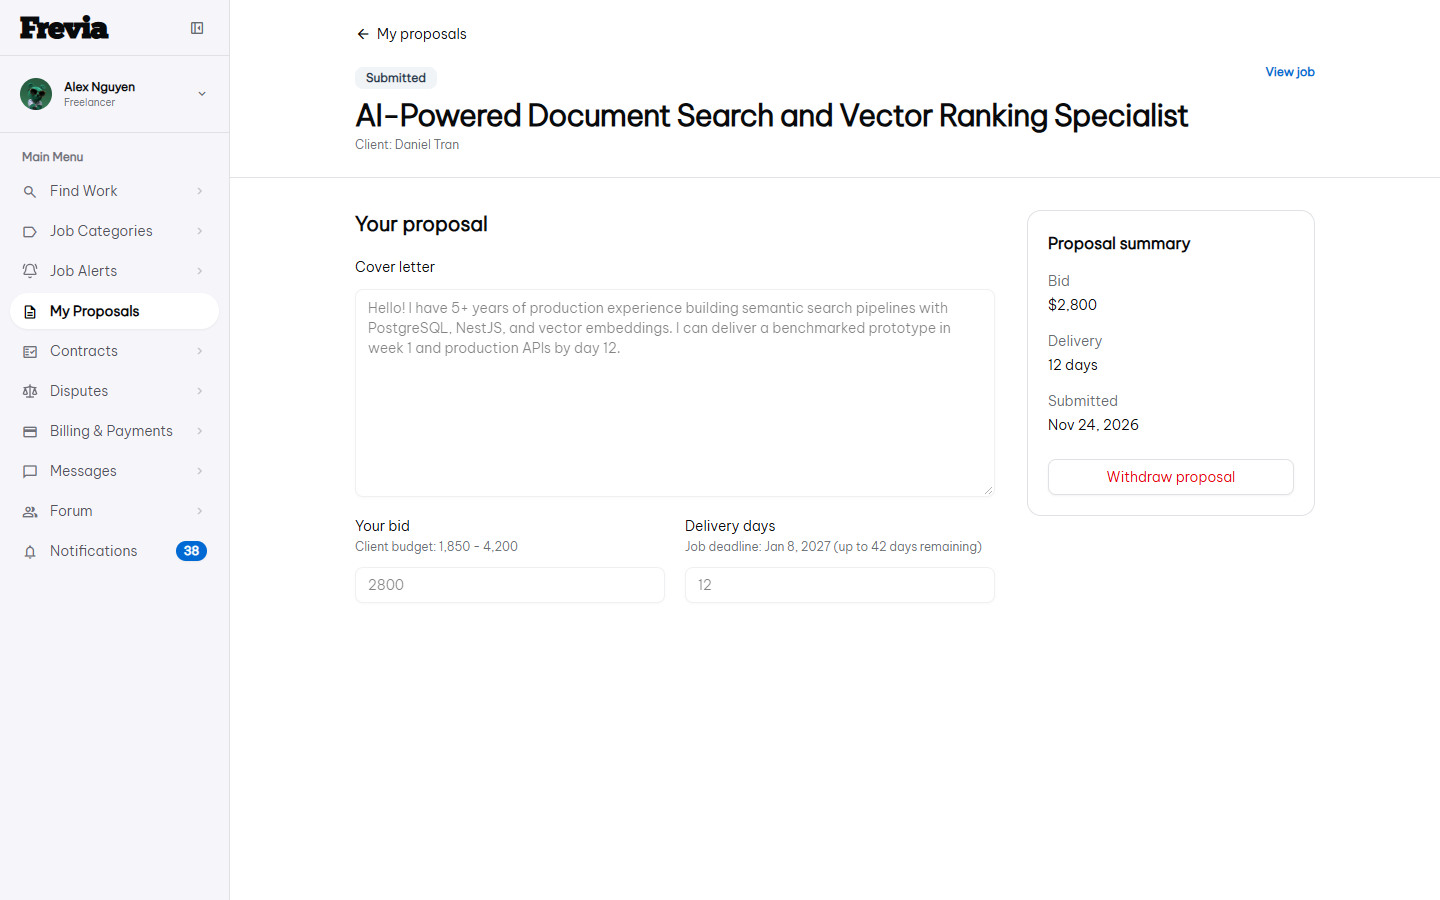 Frevia
Alex Nguyen
Freelancer
Main Menu
Find Work
Job Categories
Job Alerts
My Proposals
Contracts
Disputes
Billing & Payments
Messages
Forum
Notifications
38
My proposals
Submitted
View job
AI-Powered Document Search and Vector Ranking Specialist
Client: Daniel Tran
Your proposal
Cover letter
Hello! I have 5+ years of production experience building semantic search pipelines with
PostgreSQL, NestJS, and vector embeddings. I can deliver a benchmarked prototype in
week 1 and production APIs by day 12.
Your bid
Client budget: 1,850 - 4,200
2800
Delivery days
Job deadline: Jan 8, 2027 (up to 42 days remaining)
12
Proposal summary
Bid
$2,800
Delivery
12 days
Submitted
Nov 24, 2026
Withdraw proposal